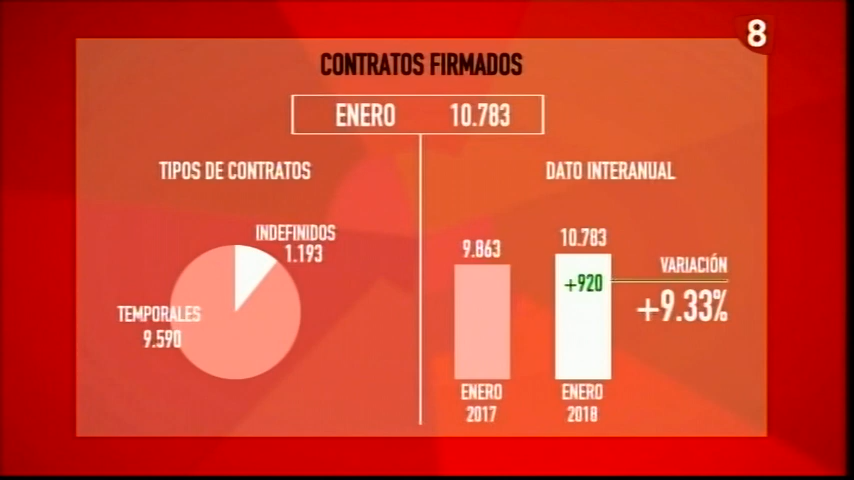 8
CONTRATOS FIRMADOS
ENERO 10.783
TIPOS DE CONTRATOS
INDEFINIDOS
1.193
TEMPORALES
9.590
DATO INTERANUAL
9.863
10.783
+920
VARIACIÓN
+9.33%
ENERO
2017
ENERO
2018